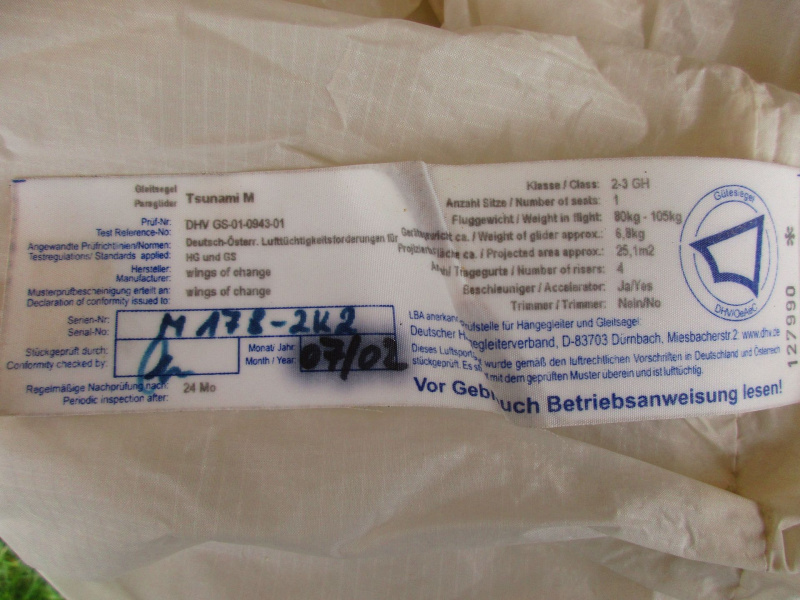 Gleitsegel
Paraglider Tsunami M
Prüf-Nr:
Test Reference-No: DHV GS-01-0943-01
Angewandte Prüfrichtlinien/Normen: Deutsch-Österr. Lufttüchtigkeitsforderungen für
Testregulations/ Standards applied: HG und GS
Hersteller:
Manufacturer: wings of change
Musterprüfbescheinigung erteilt an:
Declaration of conformity issued to: wings of change
Serien-Nr:
Serial-No: M 178-2K2
Stückgeprüft durch:
Conformity checked by:
Monat/ Jahr:
Month / Year: 07/02
Regelmäßige Nachprüfung nach:
Periodic inspection after: 24 Mo
Klasse / Class: 2-3 GH
Anzahl Sitze / Number of seats: 1
Fluggewicht / Weight in flight: 80kg - 105kg
ca. / Weight of glider approx.: 6,8kg
ca. / Projected area approx.: 25,1m2
Tragegurte / Number of risers: 4
Beschleuniger / Accelerator: Ja/Yes
Trimmer / Trimmer: Nein/No
LBA Prüfstelle für Hängegleiter und Gleitsegel:
Deutscher Hängegleiterverband, D-83703 Dürnbach, Miesbacherstr.2 www.dhv.de
Dieses wurde gemäß den luftrechtlichen Vorschriften in Deutschland und Österreich
stückgeprüft. Es mit dem geprüften Muster überein und ist lufttüchtig.
Vor Gebrauch Betriebsanweisung lesen!
Gütesiegel
DHV/OeAeC
127990 *